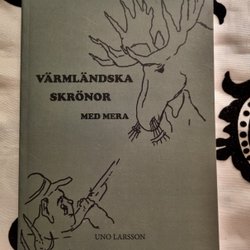 VÄRMLÄNDSKA
SKRÖNOR
MED MERA
UNO LARSSON